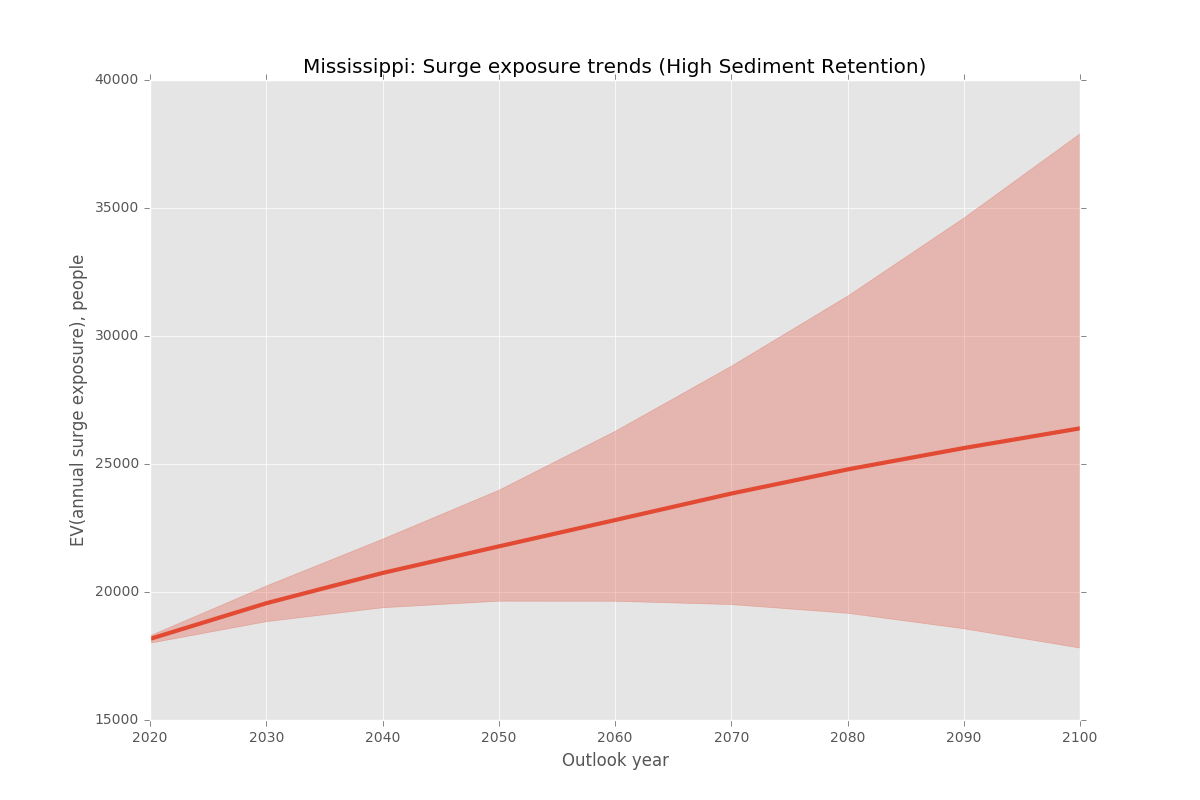 Mississippi: Surge exposure trends (High Sediment Retention)
40000
35000
30000
25000
20000
15000
EV(annual surge exposure), people
2020 2030 2040 2050 2060 2070 2080 2090 2100
Outlook year